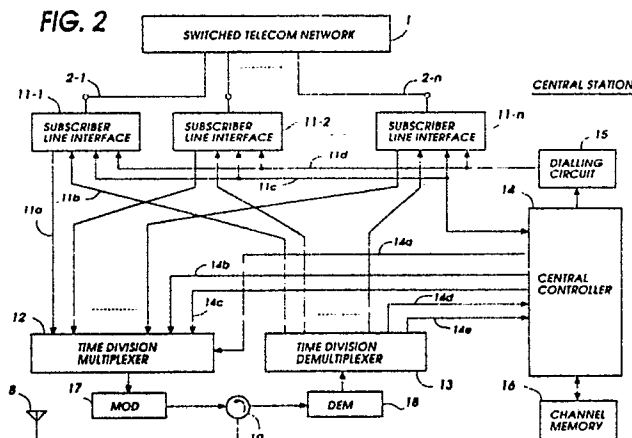 FIG. 2
SWITCHED TELECOM NETWORK
1
2-1
2-n
CENTRAL STATION
11-1
SUBSCRIBER LINE INTERFACE
SUBSCRIBER LINE INTERFACE
11-2
SUBSCRIBER LINE INTERFACE
11-n
15
DIALLING CIRCUIT
11d
11c
11b
11a
14
14a
14b
14c
14d
14e
CENTRAL CONTROLLER
12
TIME DIVISION MULTIPLEXER
TIME DIVISION DEMULTIPLEXER
13
8
17
MOD
DEM
18
16
CHANNEL MEMORY